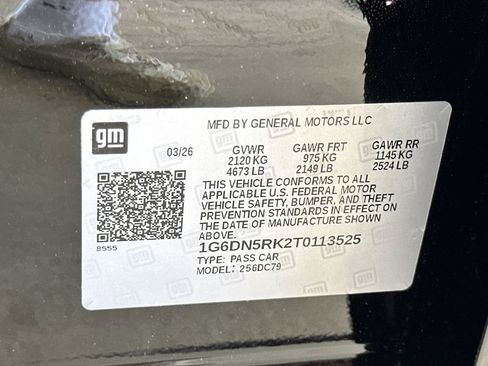 gm
MFD BY GENERAL MOTORS LLC
03/26 GVWR GAWR FRT GAWR RR
2120 KG 975 KG 1145 KG
4673 LB 2149 LB 2524 LB
THIS VEHICLE CONFORMS TO ALL
APPLICABLE U.S. FEDERAL MOTOR
VEHICLE SAFETY, BUMPER, AND THEFT
PREVENTION STANDARDS IN EFFECT ON
THE DATE OF MANUFACTURE SHOWN
ABOVE.
8555
1G6DN5RK2T0113525
TYPE: PASS CAR
MODEL: 256DC79